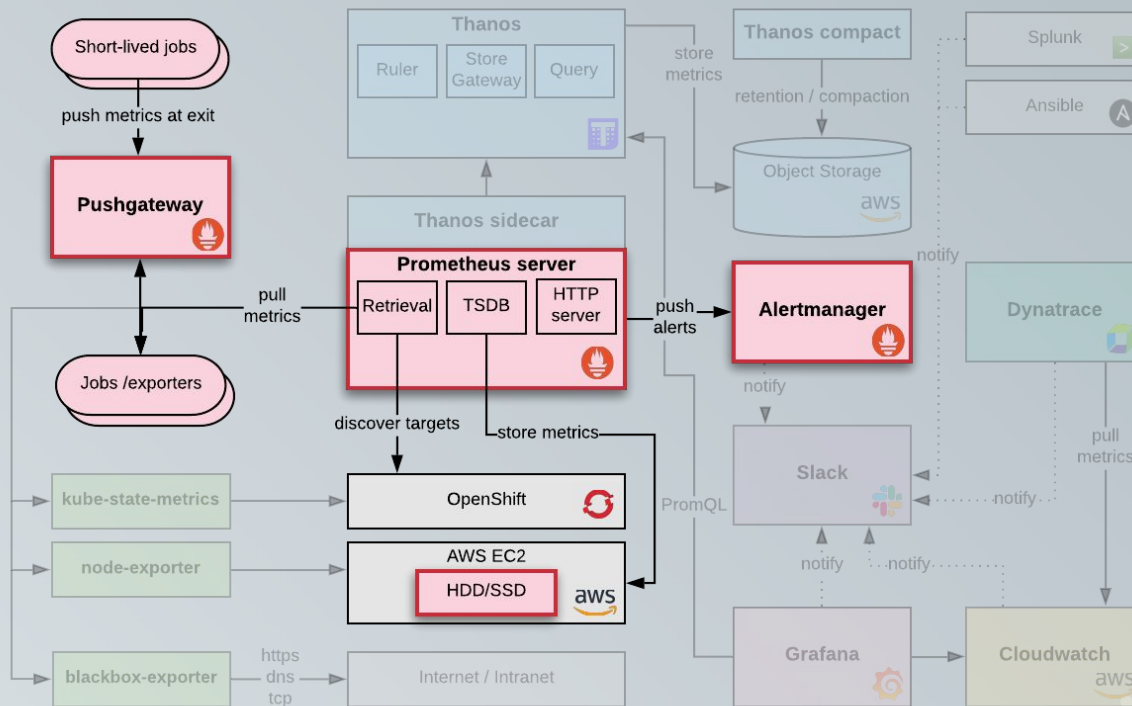 Short-lived jobs
push metrics at exit
Pushgateway
Thanos
Ruler
Store
Gateway
Query
store
metrics
Thanos compact
retention / compaction
Object Storage
aws
Splunk
>
Ansible
A
notify
Thanos sidecar
Prometheus server
Retrieval
TSDB
HTTP
server
pull
metrics
push
alerts
Alertmanager
Dynatrace
Jobs /exporters
discover targets
store metrics
notify
pull
metrics
kube-state-metrics
OpenShift
PromQL
Slack
notify
node-exporter
AWS EC2
HDD/SSD
aws
notify
notify
blackbox-exporter
https
dns
tcp
Internet / Intranet
Grafana
Cloudwatch
aws